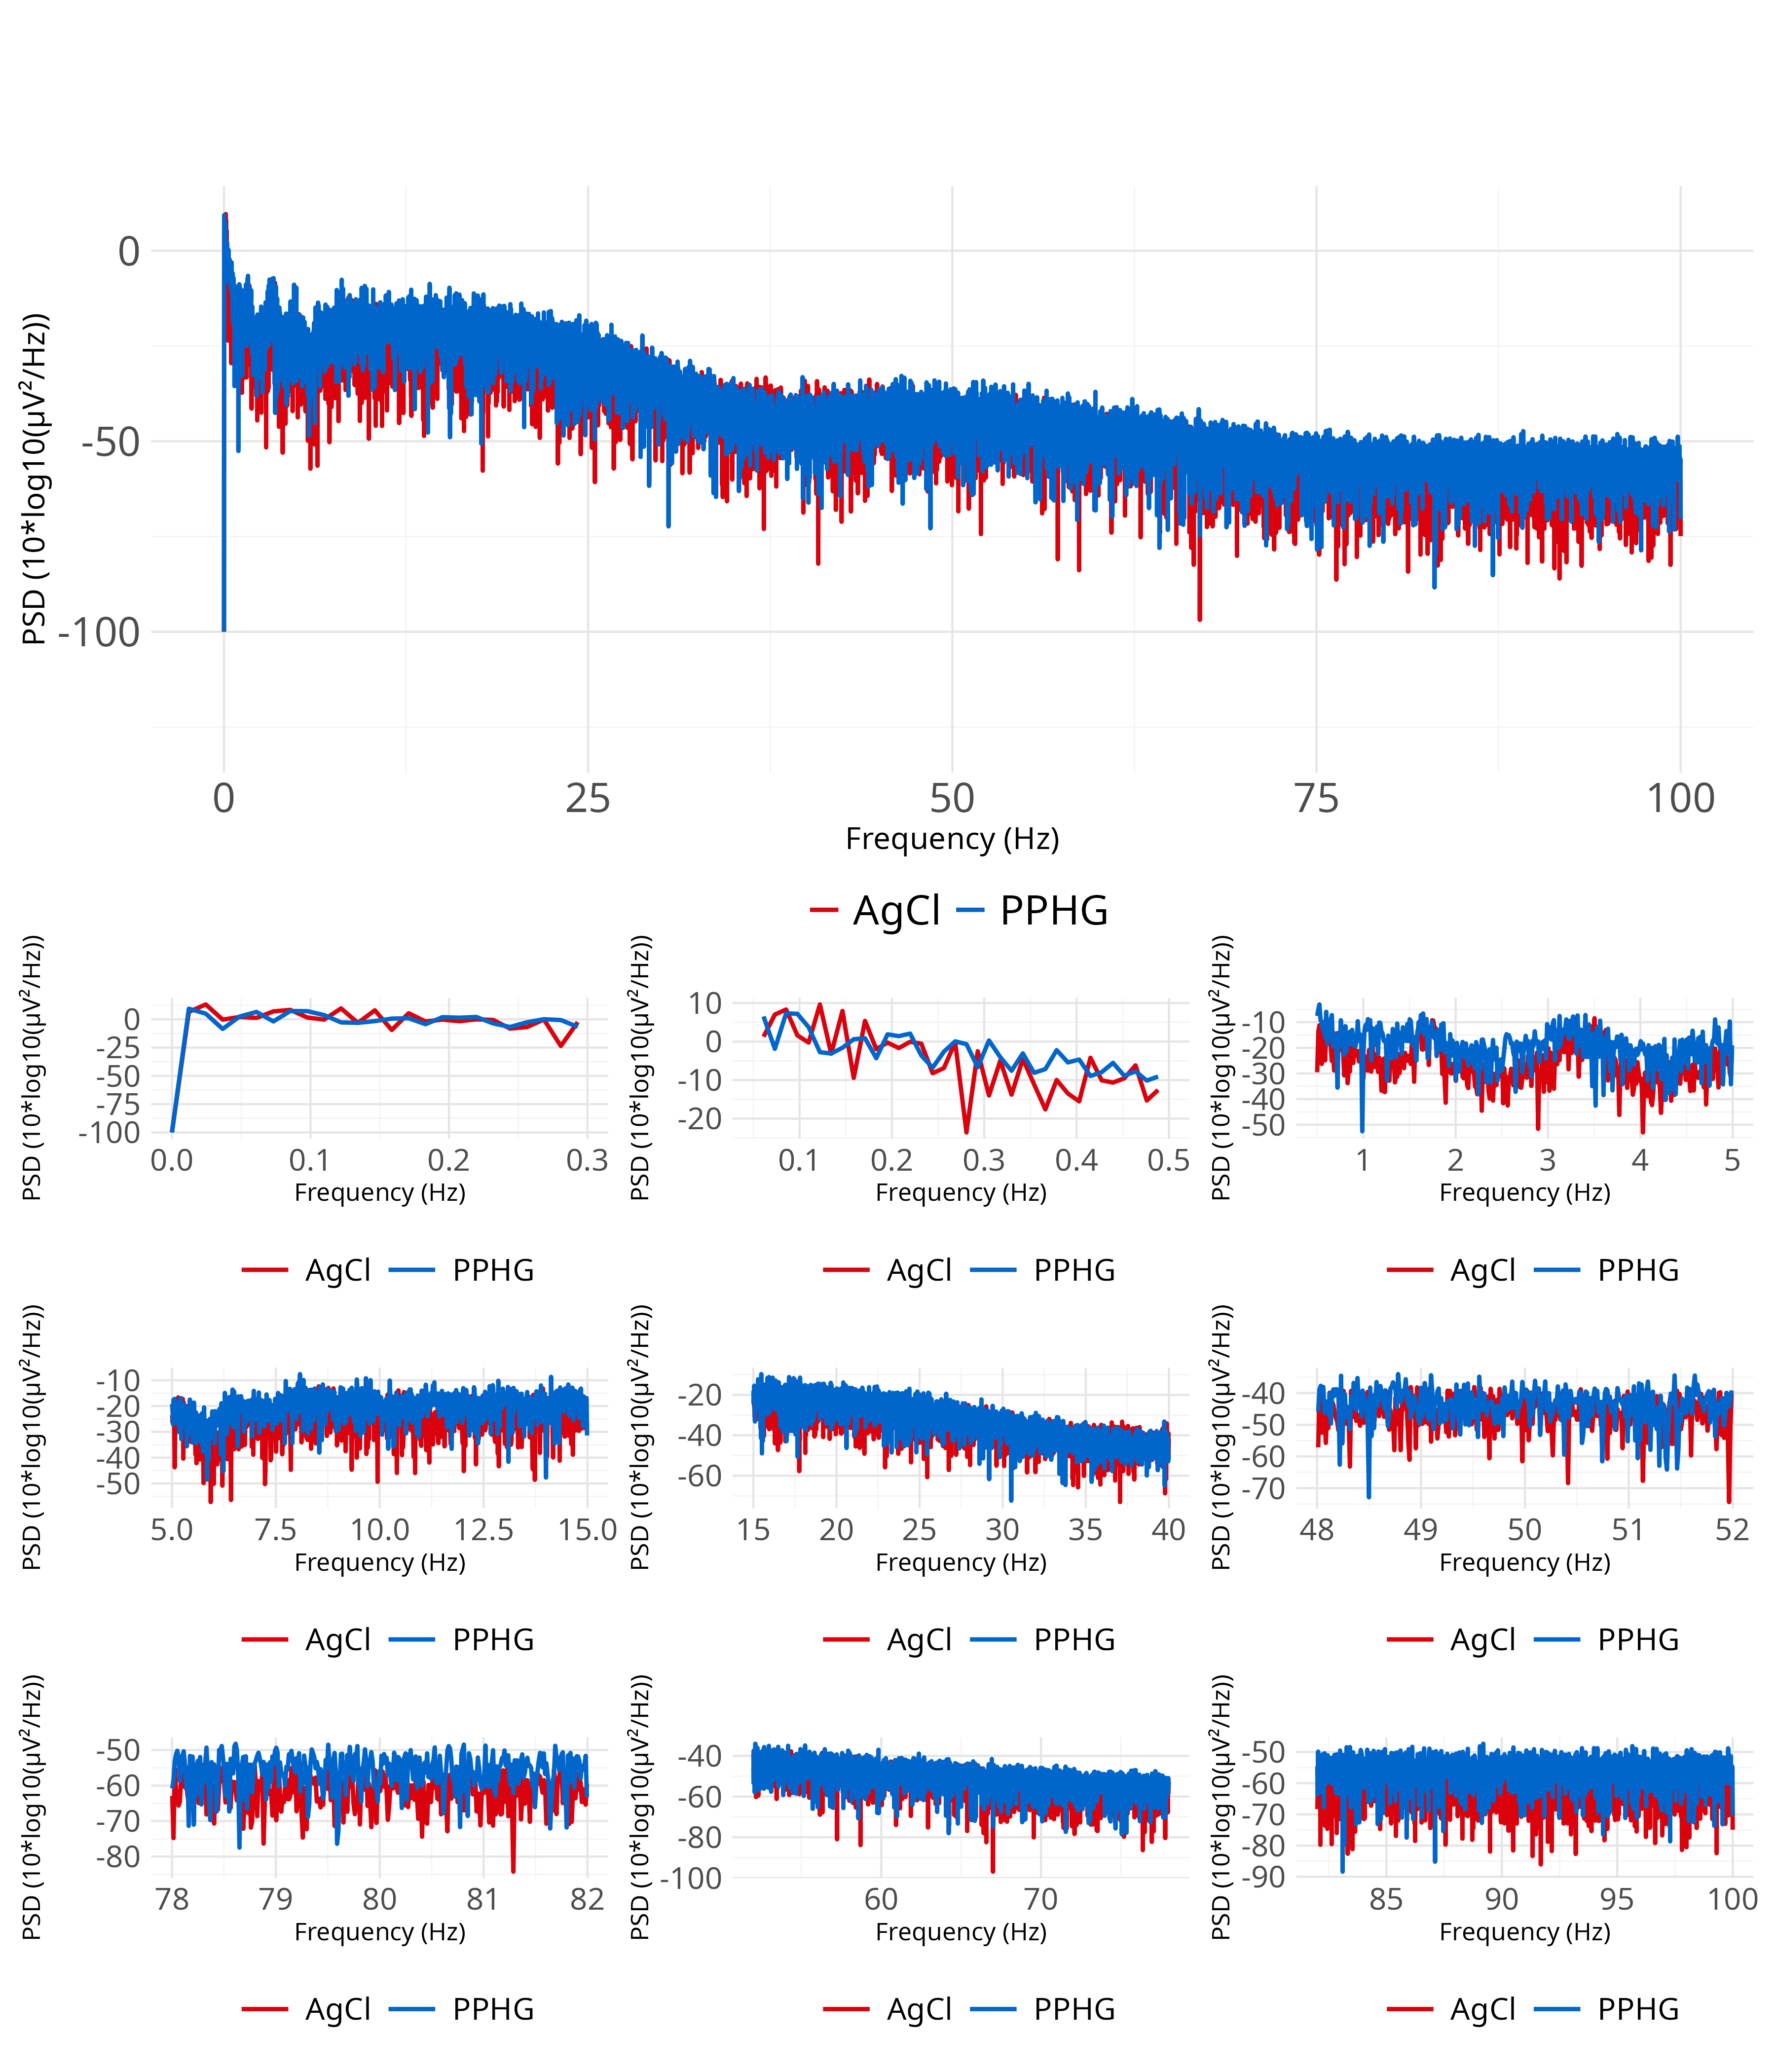 PSD (10*log10(µV²/Hz))
0
-50
-100
0 25 50 75 100
Frequency (Hz)
AgCl PPHG
PSD (10*log10(µV²/Hz))
0
-25
-50
-75
-100
0.0 0.1 0.2 0.3
Frequency (Hz)
AgCl PPHG
PSD (10*log10(µV²/Hz))
10
0
-10
-20
0.1 0.2 0.3 0.4 0.5
Frequency (Hz)
AgCl PPHG
PSD (10*log10(µV²/Hz))
-10
-20
-30
-40
-50
1 2 3 4 5
Frequency (Hz)
AgCl PPHG
PSD (10*log10(µV²/Hz))
-10
-20
-30
-40
-50
5.0 7.5 10.0 12.5 15.0
Frequency (Hz)
AgCl PPHG
PSD (10*log10(µV²/Hz))
-20
-40
-60
15 20 25 30 35 40
Frequency (Hz)
AgCl PPHG
PSD (10*log10(µV²/Hz))
-40
-50
-60
-70
48 49 50 51 52
Frequency (Hz)
AgCl PPHG
PSD (10*log10(µV²/Hz))
-50
-60
-70
-80
78 79 80 81 82
Frequency (Hz)
AgCl PPHG
PSD (10*log10(µV²/Hz))
-40
-60
-80
-100
60 70
Frequency (Hz)
AgCl PPHG
PSD (10*log10(µV²/Hz))
-50
-60
-70
-80
-90
85 90 95 100
Frequency (Hz)
AgCl PPHG